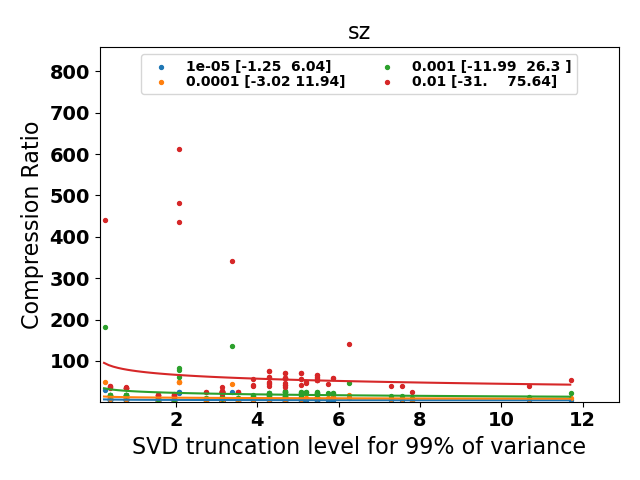 sz
1e-05 [-1.25  6.04]
0.0001 [-3.02 11.94]
0.001 [-11.99  26.3 ]
0.01 [-31.    75.64]
Compression Ratio
800
700
600
500
400
300
200
100
2 4 6 8 10 12
SVD truncation level for 99% of variance